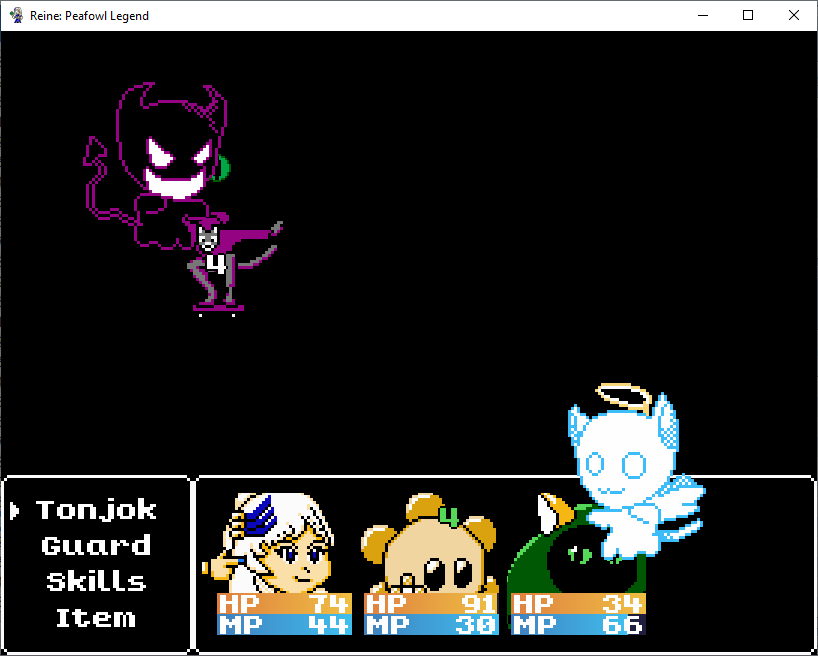 Reine: Peafowl Legend
4
4
Tonjok
Guard
Skills
Item
HP 74
MP 44
HP 91
MP 30
HP 34
MP 66